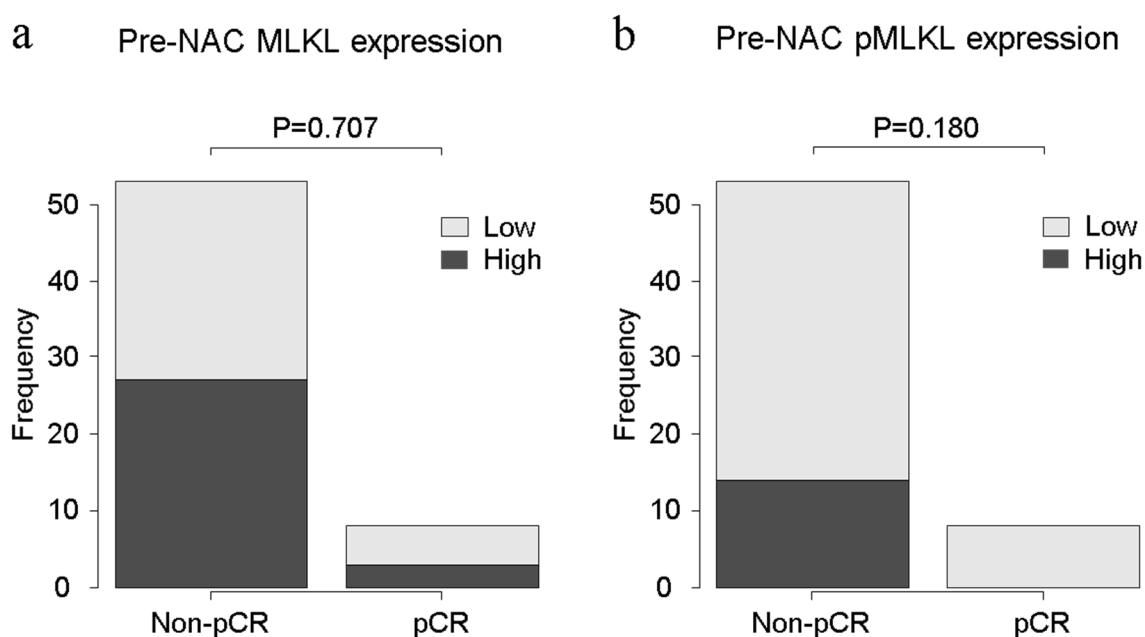 a
Pre-NAC MLKL expression
P=0.707
Low
High
Frequency
50
40
30
20
10
0
Non-pCR
pCR
b
Pre-NAC pMLKL expression
P=0.180
Low
High
Frequency
50
40
30
20
10
0
Non-pCR
pCR